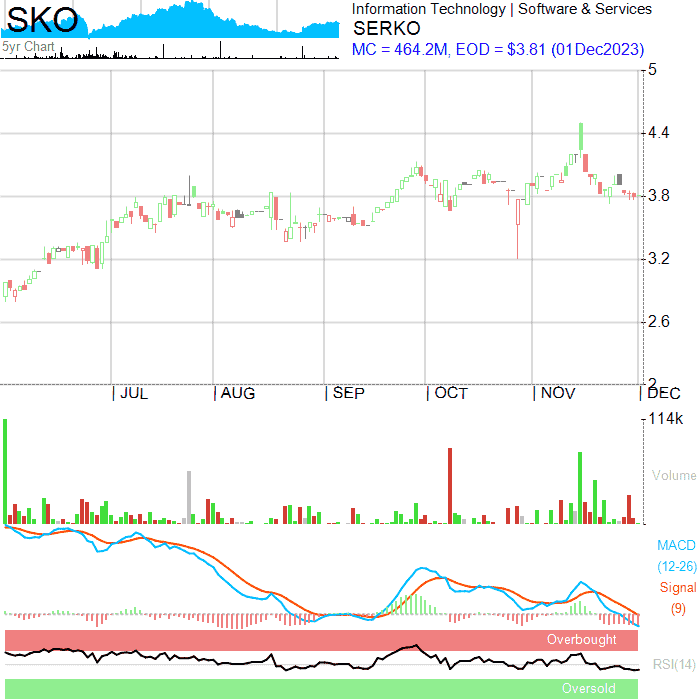 SKO
5yr Chart
Information Technology | Software & Services
SERKO
MC = 464.2M, EOD = $3.81 (01Dec2023)
5
4.4
3.8
3.2
2.6
2
| JUL | AUG | SEP | OCT | NOV | DEC
114k
Volume
MACD
(12-26)
Signal
(9)
Overbought
RSI(14)
Oversold